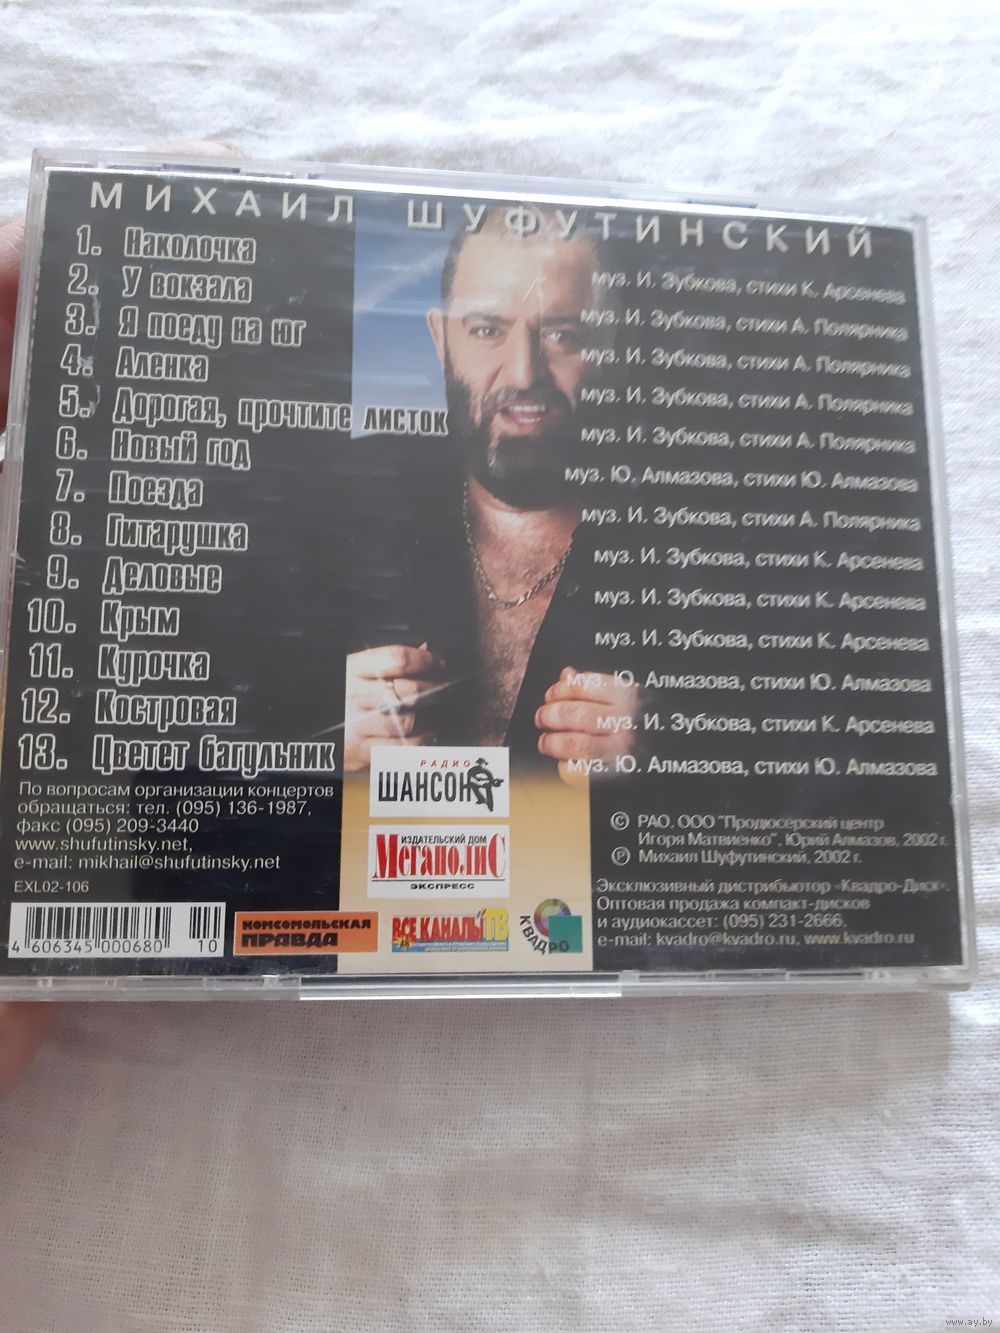 МИХАИЛ ШУФУТИНСКИЙ
1. Наколочка муз. И. Зубкова, стихи К. Арсенева
2. У вокзала муз. И. Зубкова, стихи А. Полярника
3. Я поеду на юг муз. И. Зубкова, стихи А. Полярника
4. Аленка муз. И. Зубкова, стихи А. Полярника
5. Дорогая, прочтите листок муз. И. Зубкова, стихи А. Полярника
6. Новый год муз. Ю. Алмазова, стихи Ю. Алмазова
7. Поезда муз. И. Зубкова, стихи А. Полярника
8. Гитарушка муз. И. Зубкова, стихи К. Арсенева
9. Деловые муз. И. Зубкова, стихи К. Арсенева
10. Крым муз. И. Зубкова, стихи К. Арсенева
11. Курочка муз. Ю. Алмазова, стихи Ю. Алмазова
12. Костровая муз. И. Зубкова, стихи К. Арсенева
13. Цветет багульник муз. Ю. Алмазова, стихи Ю. Алмазова
По вопросам организации концертов
обращаться: тел. (095) 136-1987,
факс (095) 209-3440
www.shufutinsky.net,
e-mail: mikhail@shufutinsky.net
EXL02-106
4 606345 000680 10
РАДИО
ШАНСОН
ИЗДАТЕЛЬСКИЙ ДОМ
МЕГАПОЛИС
ЭКСПРЕСС
КОМСОМОЛЬСКАЯ
ПРАВДА
ВСЕ КАНАЛЫ ТВ
КВАДРО
© РАО, ООО "Продюсерский центр
Игоря Матвиенко", Юрий Алмазов, 2002 г.
℗ Михаил Шуфутинский, 2002 г.
Эксклюзивный дистрибьютор «Квадро-Диск».
Оптовая продажа компакт-дисков
и аудиокассет: (095) 231-2666,
e-mail: kvadro@kvadro.ru, www.kvadro.ru
www.ay.by